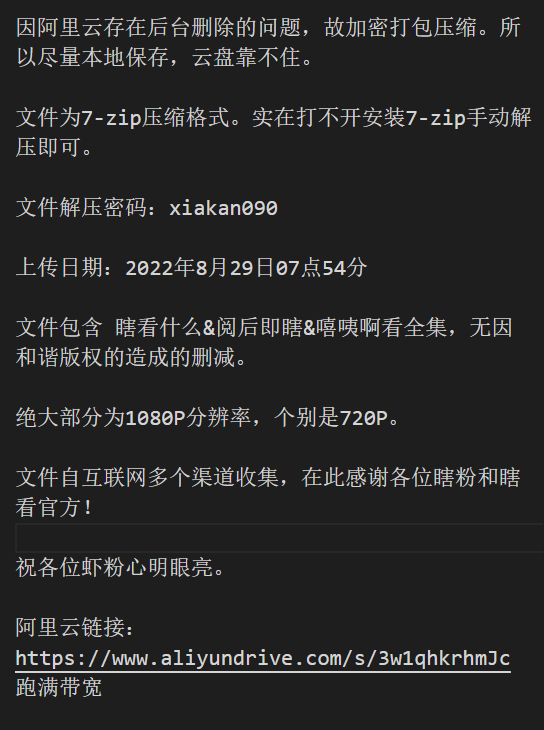 因阿里云存在后台删除的问题，故加密打包压缩。所
以尽量本地保存，云盘靠不住。
文件为7-zip压缩格式。实在打不开安装7-zip手动解
压即可。
文件解压密码：xiakan090
上传日期：2022年8月29日07点54分
文件包含 瞎看什么&阅后即瞎&嘻咦啊看全集，无因
和谐版权的造成的删减。
绝大部分为1080P分辨率，个别是720P。
文件自互联网多个渠道收集，在此感谢各位瞎粉和瞎
看官方！
祝各位虾粉心明眼亮。
阿里云链接：
https://www.aliyundrive.com/s/3w1qhkrhmJc
跑满带宽